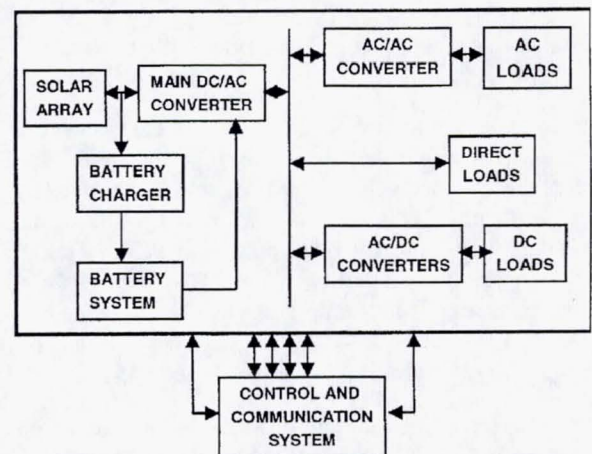 SOLAR
ARRAY
MAIN DC/AC
CONVERTER
AC/AC
CONVERTER
AC
LOADS
BATTERY
CHARGER
DIRECT
LOADS
BATTERY
SYSTEM
AC/DC
CONVERTERS
DC
LOADS
CONTROL AND
COMMUNICATION
SYSTEM